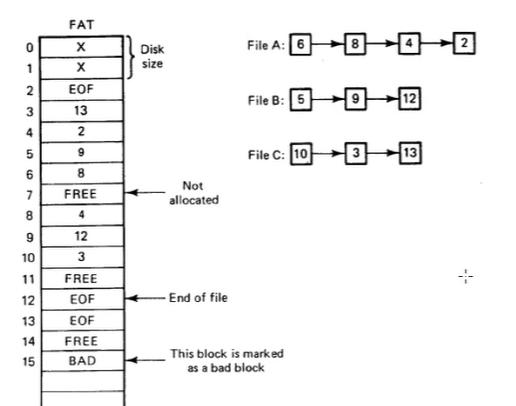 FAT
0 X
1 X
Disk
size
2 EOF
3 13
4 2
5 9
6 8
7 FREE
Not
allocated
8 4
9 12
10 3
11 FREE
12 EOF
End of file
13 EOF
14 FREE
15 BAD
This block is marked
as a bad block
File A: 6 8 4 2
File B: 5 9 12
File C: 10 3 13